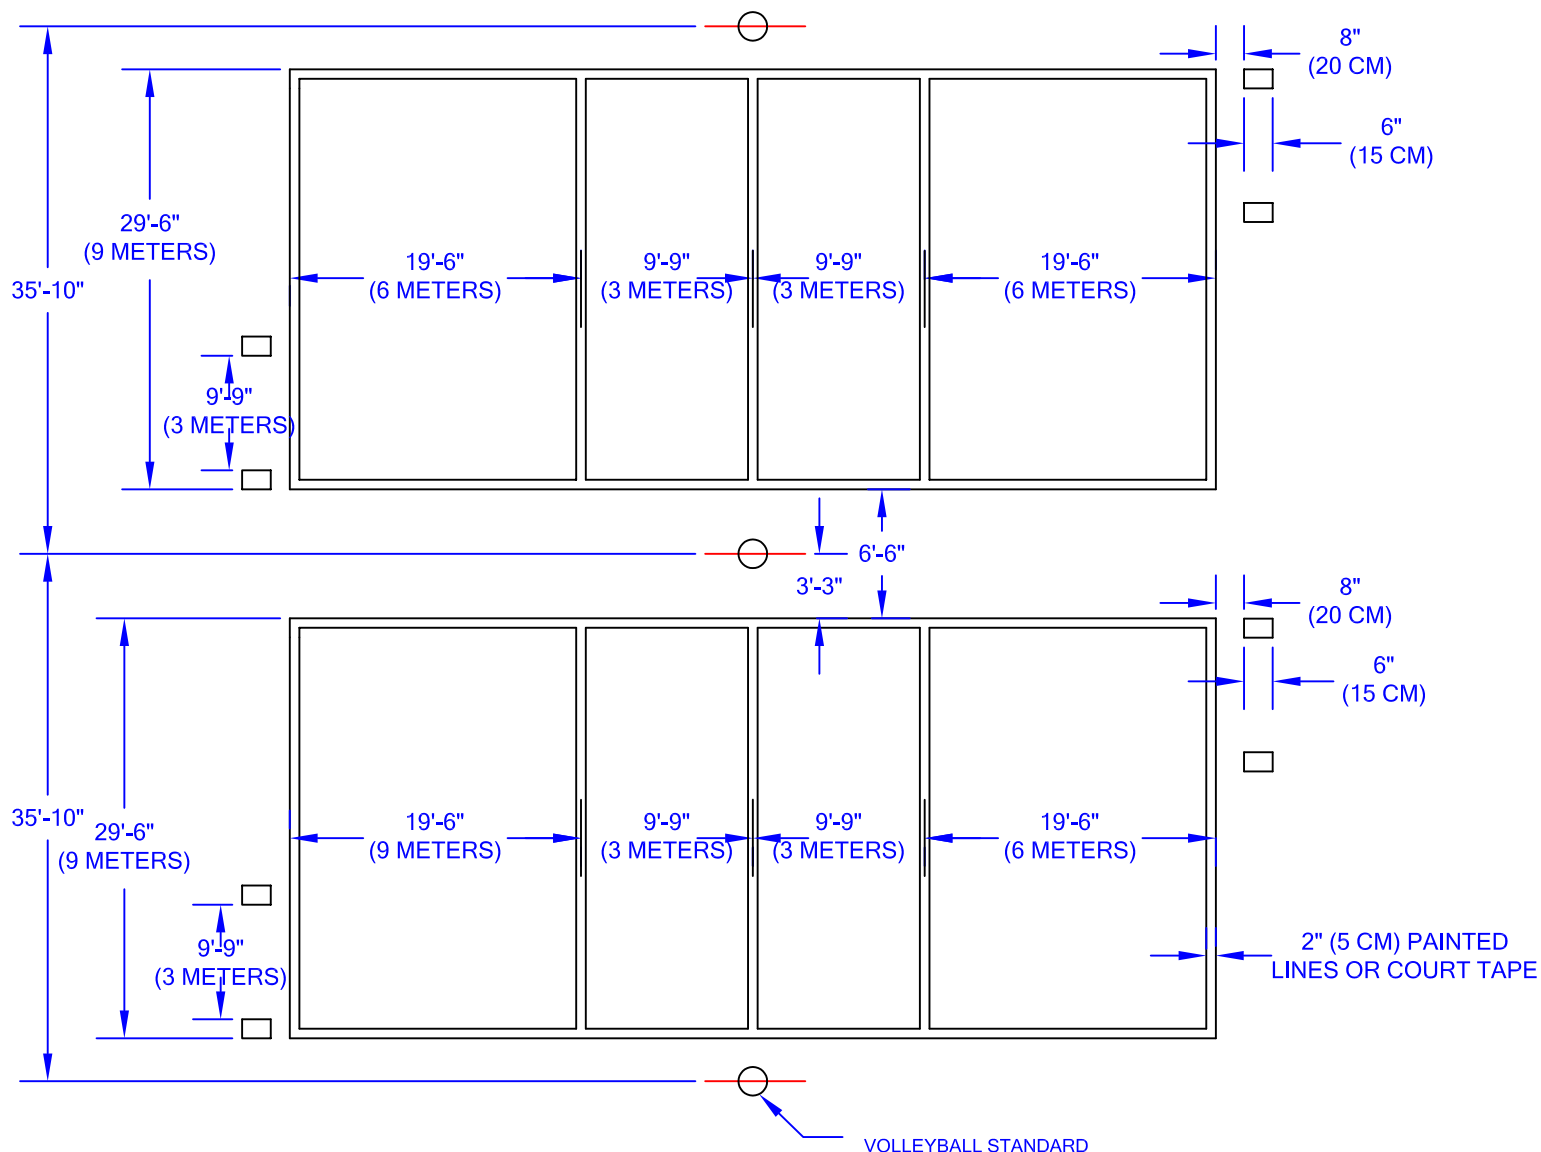 8"
(20 CM)
6"
(15 CM)
29'-6"
(9 METERS)
35'-10"
19'-6"
(6 METERS)
9'-9"
(3 METERS)
9'-9"
(3 METERS)
19'-6"
(6 METERS)
9'-9"
(3 METERS)
6'-6"
3'-3"
8"
(20 CM)
6"
(15 CM)
35'-10"
29'-6"
(9 METERS)
19'-6"
(9 METERS)
9'-9"
(3 METERS)
9'-9"
(3 METERS)
19'-6"
(6 METERS)
9'-9"
(3 METERS)
2" (5 CM) PAINTED
LINES OR COURT TAPE
VOLLEYBALL STANDARD